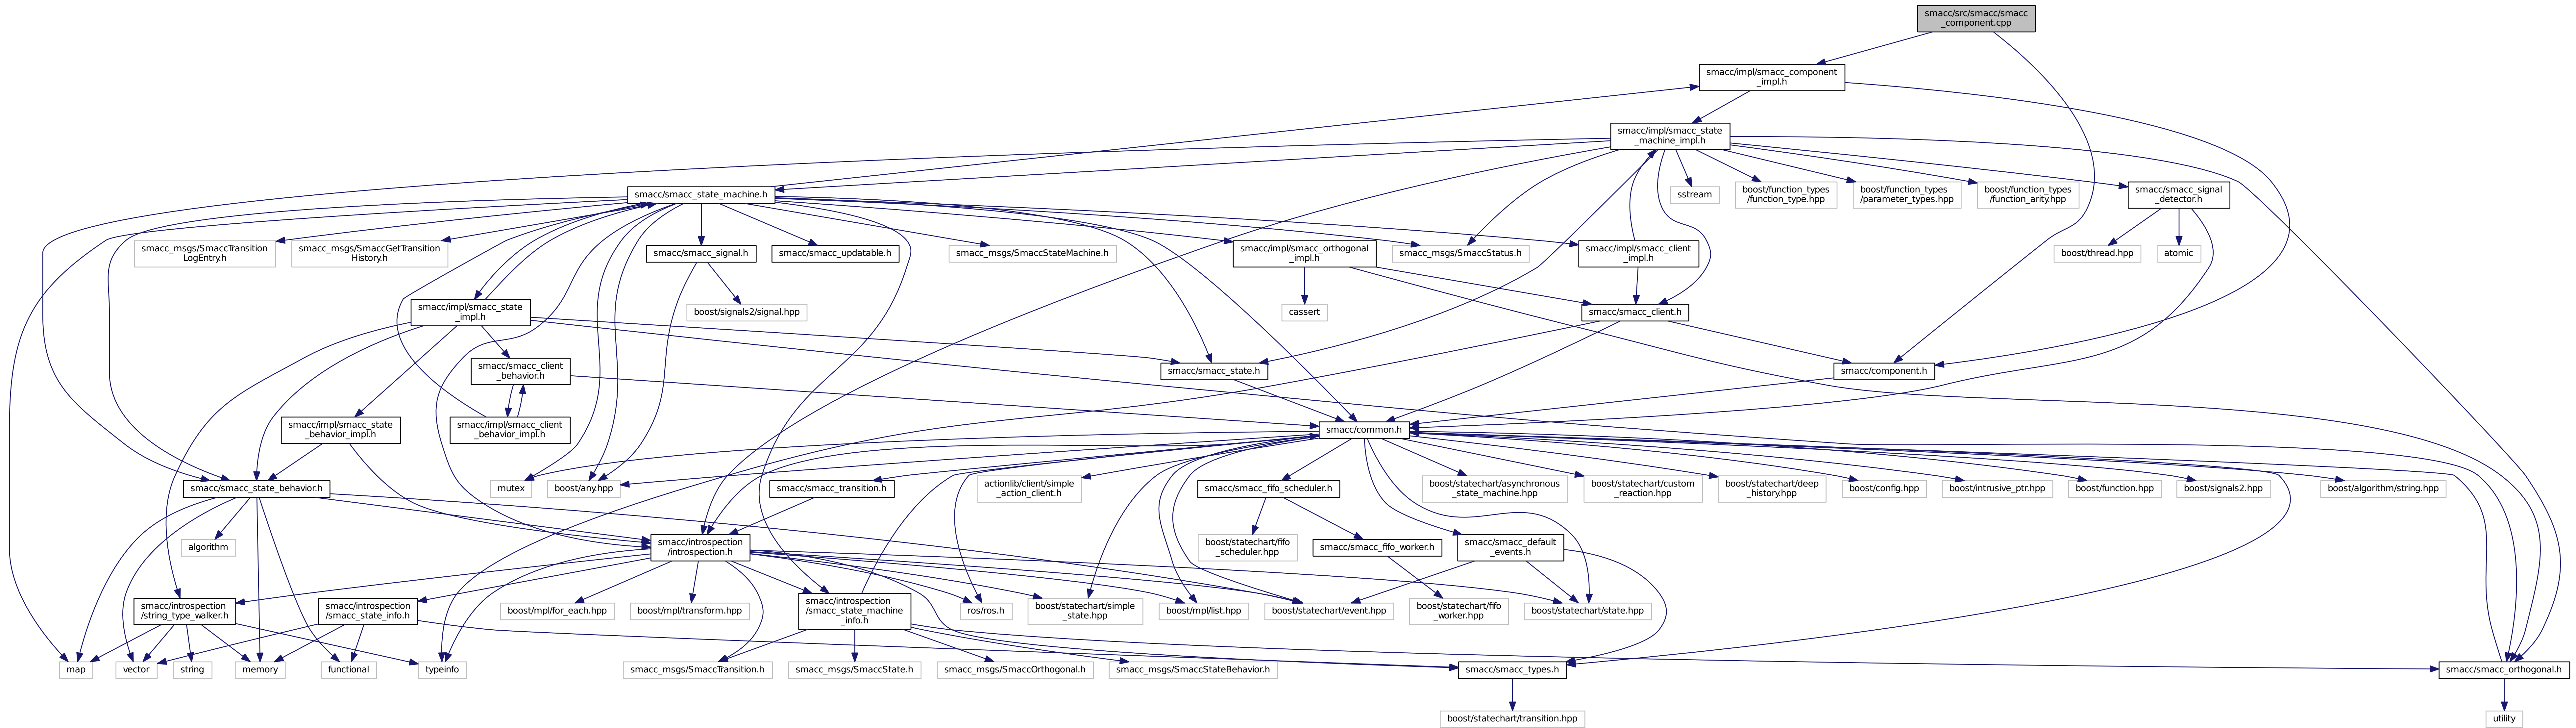 smacc/src/smacc/smacc
_component.cpp
smacc/impl/smacc_component
_impl.h
smacc/impl/smacc_state
_machine_impl.h
smacc/smacc_state_machine.h
sstream
boost/function_types
/function_type.hpp
boost/function_types
/parameter_types.hpp
boost/function_types
/function_arity.hpp
smacc/smacc_signal
_detector.h
smacc_msgs/SmaccTransition
LogEntry.h
smacc_msgs/SmaccGetTransition
History.h
smacc/smacc_signal.h
smacc/smacc_updatable.h
smacc_msgs/SmaccStateMachine.h
smacc/impl/smacc_orthogonal
_impl.h
smacc_msgs/SmaccStatus.h
smacc/impl/smacc_client
_impl.h
boost/thread.hpp
atomic
smacc/impl/smacc_state
_impl.h
boost/signals2/signal.hpp
cassert
smacc/smacc_client.h
smacc/smacc_client
_behavior.h
smacc/smacc_state.h
smacc/component.h
smacc/impl/smacc_state
_behavior_impl.h
smacc/impl/smacc_client
_behavior_impl.h
smacc/common.h
smacc/smacc_state_behavior.h
mutex
boost/any.hpp
smacc/smacc_transition.h
actionlib/client/simple
_action_client.h
smacc/smacc_fifo_scheduler.h
boost/statechart/asynchronous
_state_machine.hpp
boost/statechart/custom
_reaction.hpp
boost/statechart/deep
_history.hpp
boost/config.hpp
boost/intrusive_ptr.hpp
boost/function.hpp
boost/signals2.hpp
boost/algorithm/string.hpp
algorithm
smacc/introspection
/introspection.h
boost/statechart/fifo
_scheduler.hpp
smacc/smacc_fifo_worker.h
smacc/smacc_default
_events.h
smacc/introspection
/string_type_walker.h
smacc/introspection
/smacc_state_info.h
boost/mpl/for_each.hpp
boost/mpl/transform.hpp
smacc/introspection
/smacc_state_machine
_info.h
ros/ros.h
boost/statechart/simple
_state.hpp
boost/mpl/list.hpp
boost/statechart/event.hpp
boost/statechart/fifo
_worker.hpp
boost/statechart/state.hpp
map
vector
string
memory
functional
typeinfo
smacc_msgs/SmaccTransition.h
smacc_msgs/SmaccState.h
smacc_msgs/SmaccOrthogonal.h
smacc_msgs/SmaccStateBehavior.h
smacc/smacc_types.h
smacc/smacc_orthogonal.h
boost/statechart/transition.hpp
utility